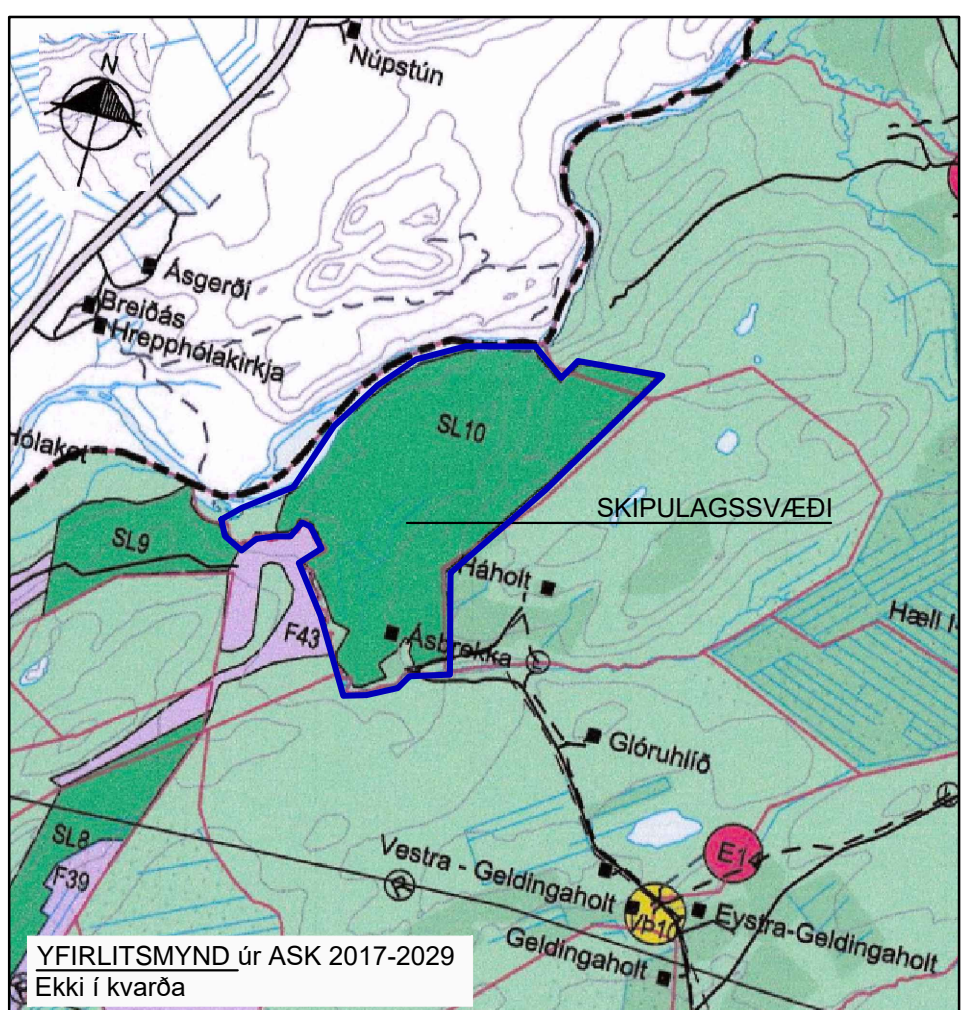 N
Núpstún
Ásgerði
Breiðás
Hrepphólakirkja
Hólakot
SL10
SKIPULAGSSVÆÐI
SL9
Háholt
F43
Ásbrekka
L
Hæli
Glóruhlíð
L
SL8
E14
Vestra - Geldingaholt
F39
R
VÞ10
Eystra-Geldingaholt
Geldingaholt
YFIRLITSMYND úr ASK 2017-2029
Ekki í kvarða